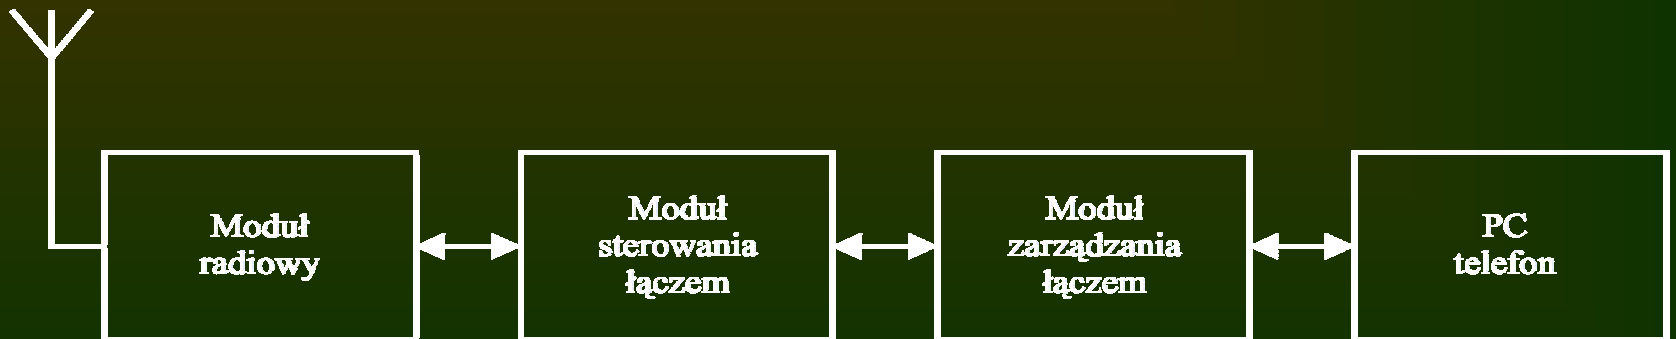 Moduł
radiowy
Moduł
sterowania
łączem
Moduł
zarządzania
łączem
PC
telefon